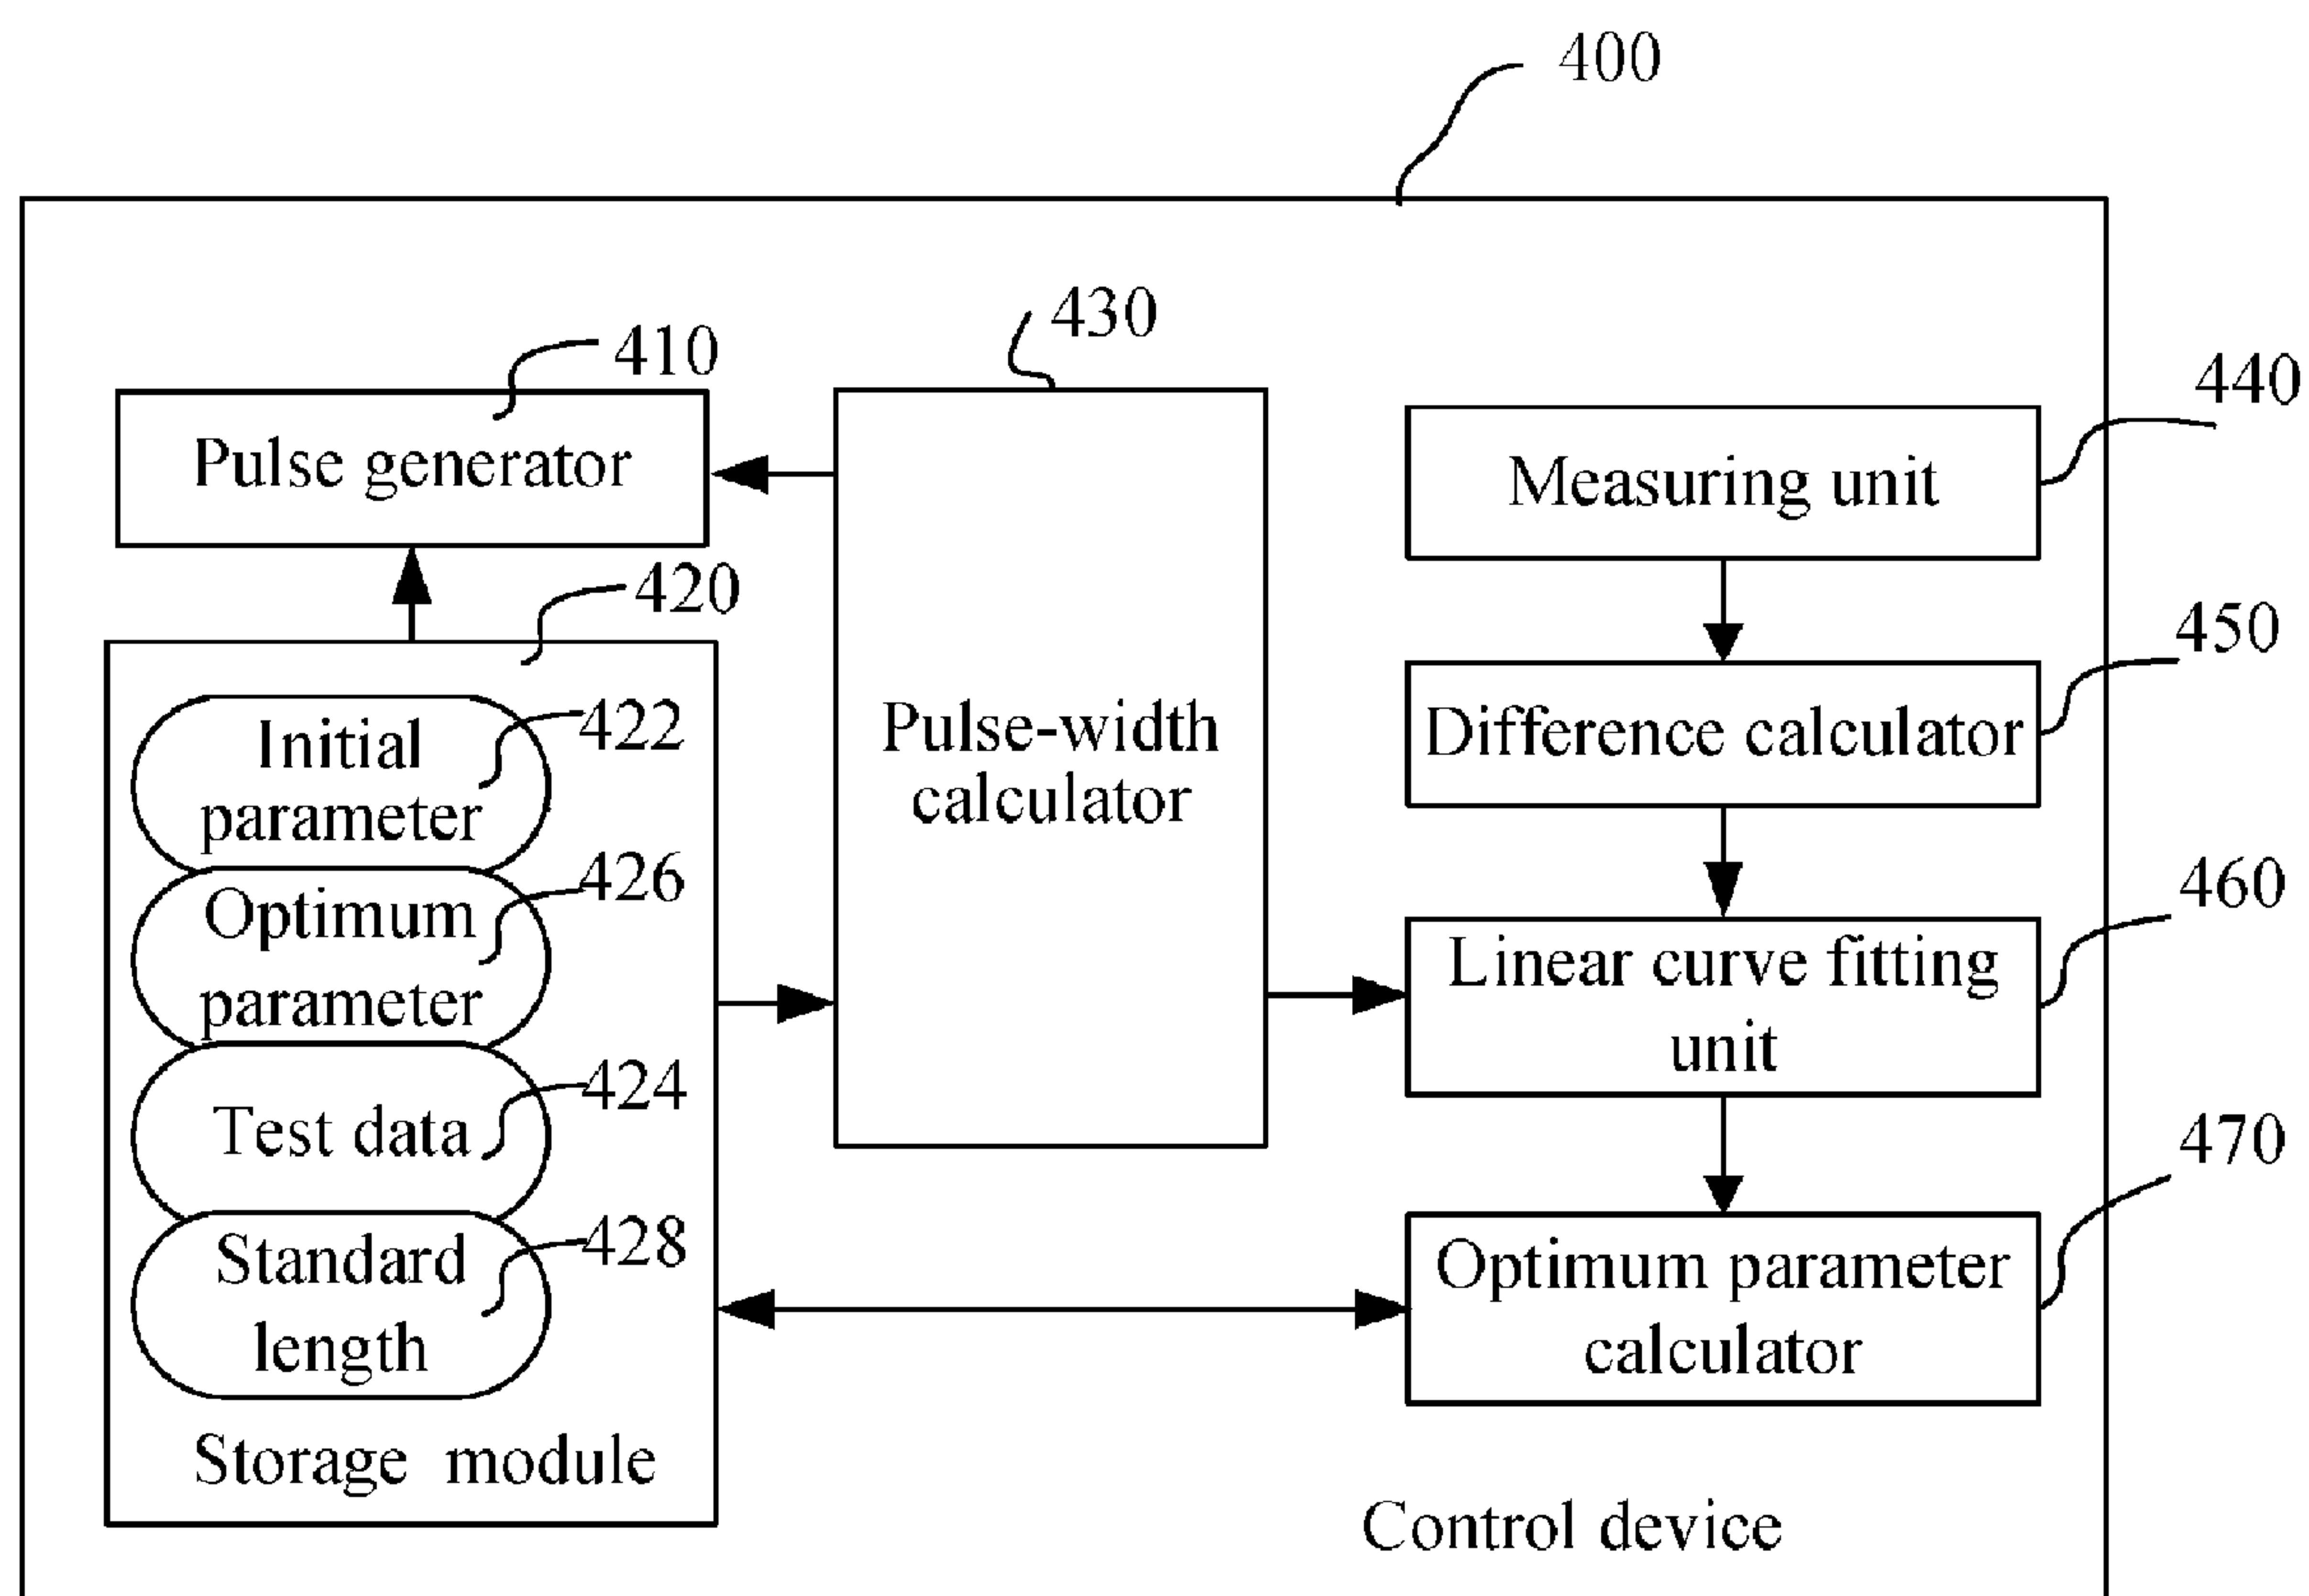 400
410
Pulse generator
420
Initial
parameter
422
Optimum
parameter
426
Test data
424
Standard
length
428
Storage module
430
Pulse-width
calculator
440
Measuring unit
450
Difference calculator
460
Linear curve fitting
unit
470
Optimum parameter
calculator
Control device